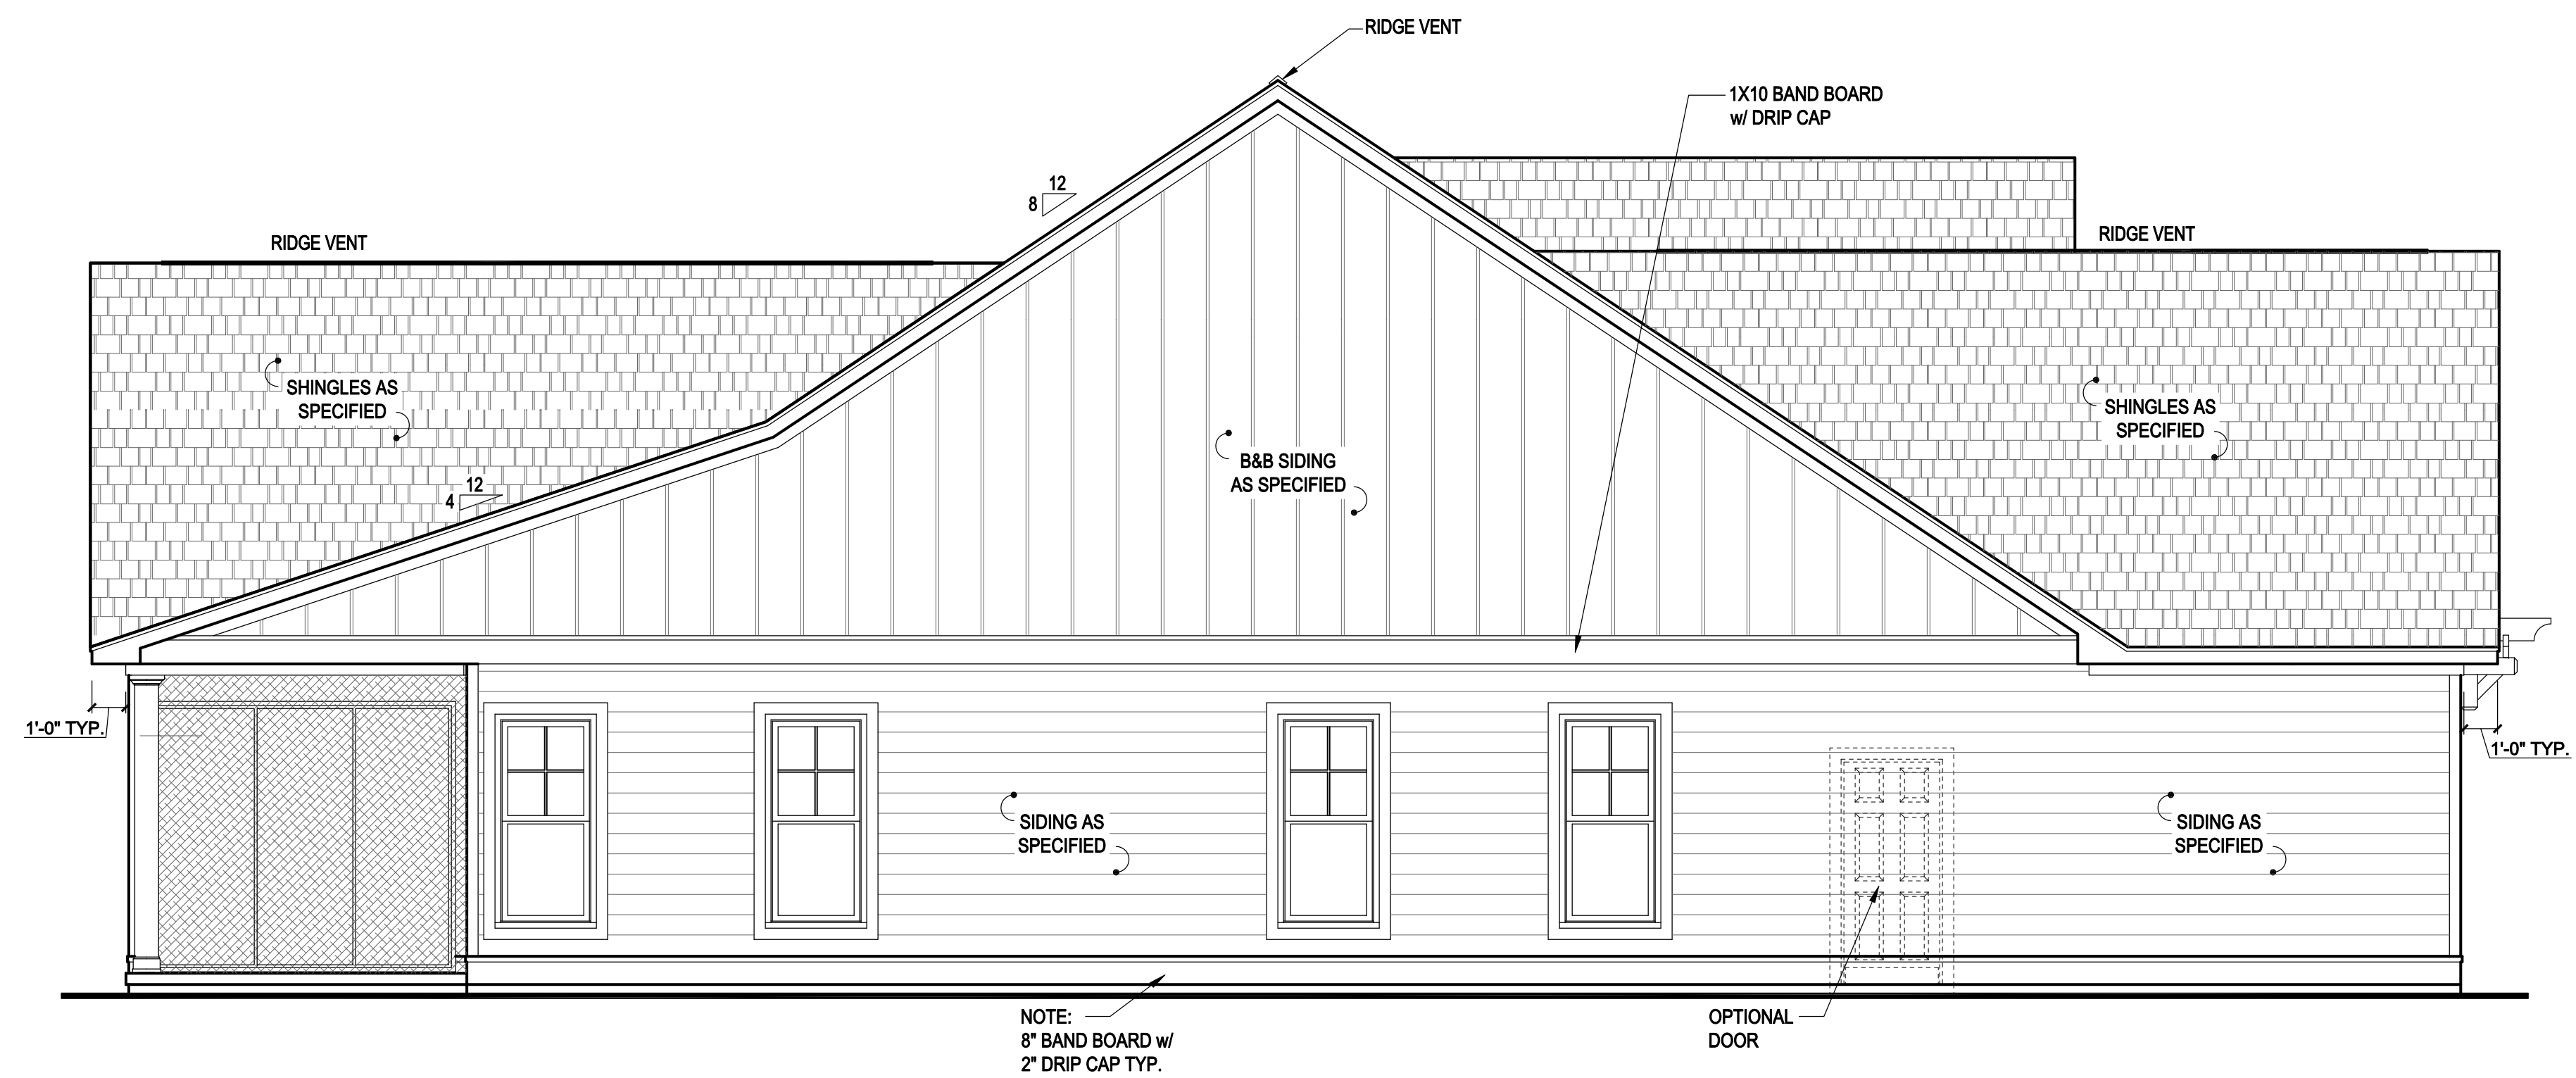 RIDGE VENT
1X10 BAND BOARD
w/ DRIP CAP
12
8
RIDGE VENT
RIDGE VENT
SHINGLES AS
SPECIFIED
SHINGLES AS
SPECIFIED
B&B SIDING
AS SPECIFIED
12
4
1'-0" TYP.
1'-0" TYP.
SIDING AS
SPECIFIED
SIDING AS
SPECIFIED
NOTE:
8" BAND BOARD w/
2" DRIP CAP TYP.
OPTIONAL
DOOR